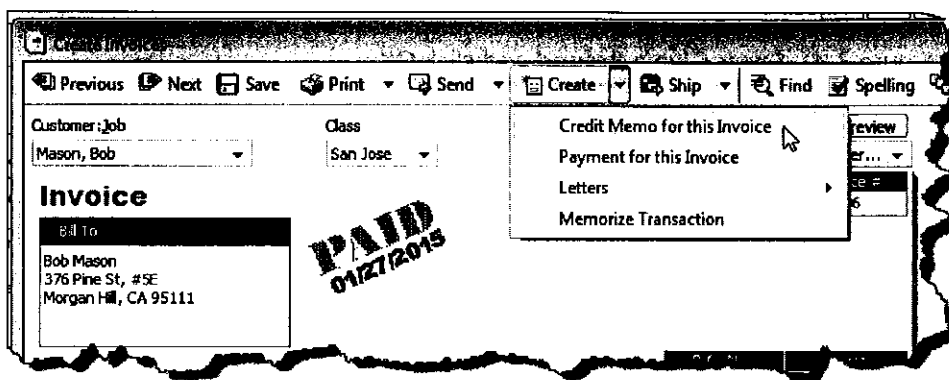 Create Invoices
Previous Next Save Print Send Create Ship Find Spelling
Customer:Job
Class
Credit Memo for this Invoice
Payment for this Invoice
Letters
Memorize Transaction
Mason, Bob
San Jose
Invoice
Bill To
Bob Mason
376 Pine St, #5E
Morgan Hill, CA 95111
PAID
01/27/2015